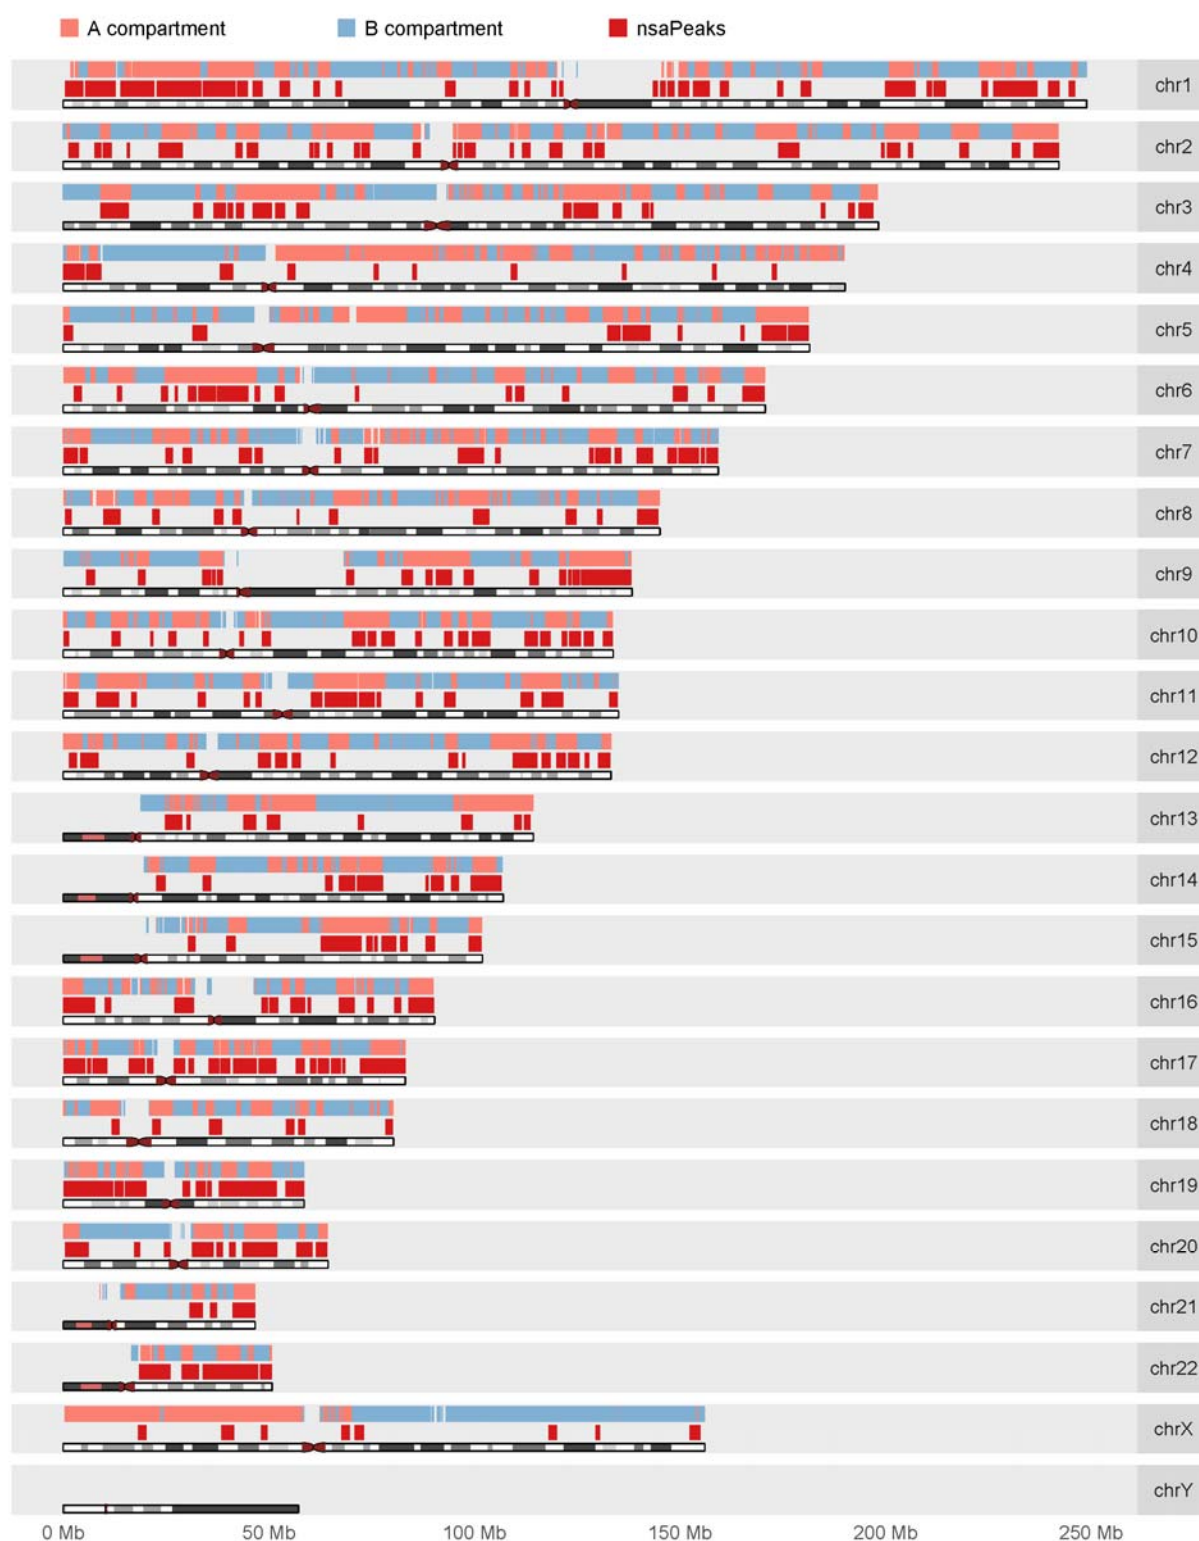 A compartment B compartment nsaPeaks
chr1
chr2
chr3
chr4
chr5
chr6
chr7
chr8
chr9
chr10
chr11
chr12
chr13
chr14
chr15
chr16
chr17
chr18
chr19
chr20
chr21
chr22
chrX
chrY
0 Mb 50 Mb 100 Mb 150 Mb 200 Mb 250 Mb